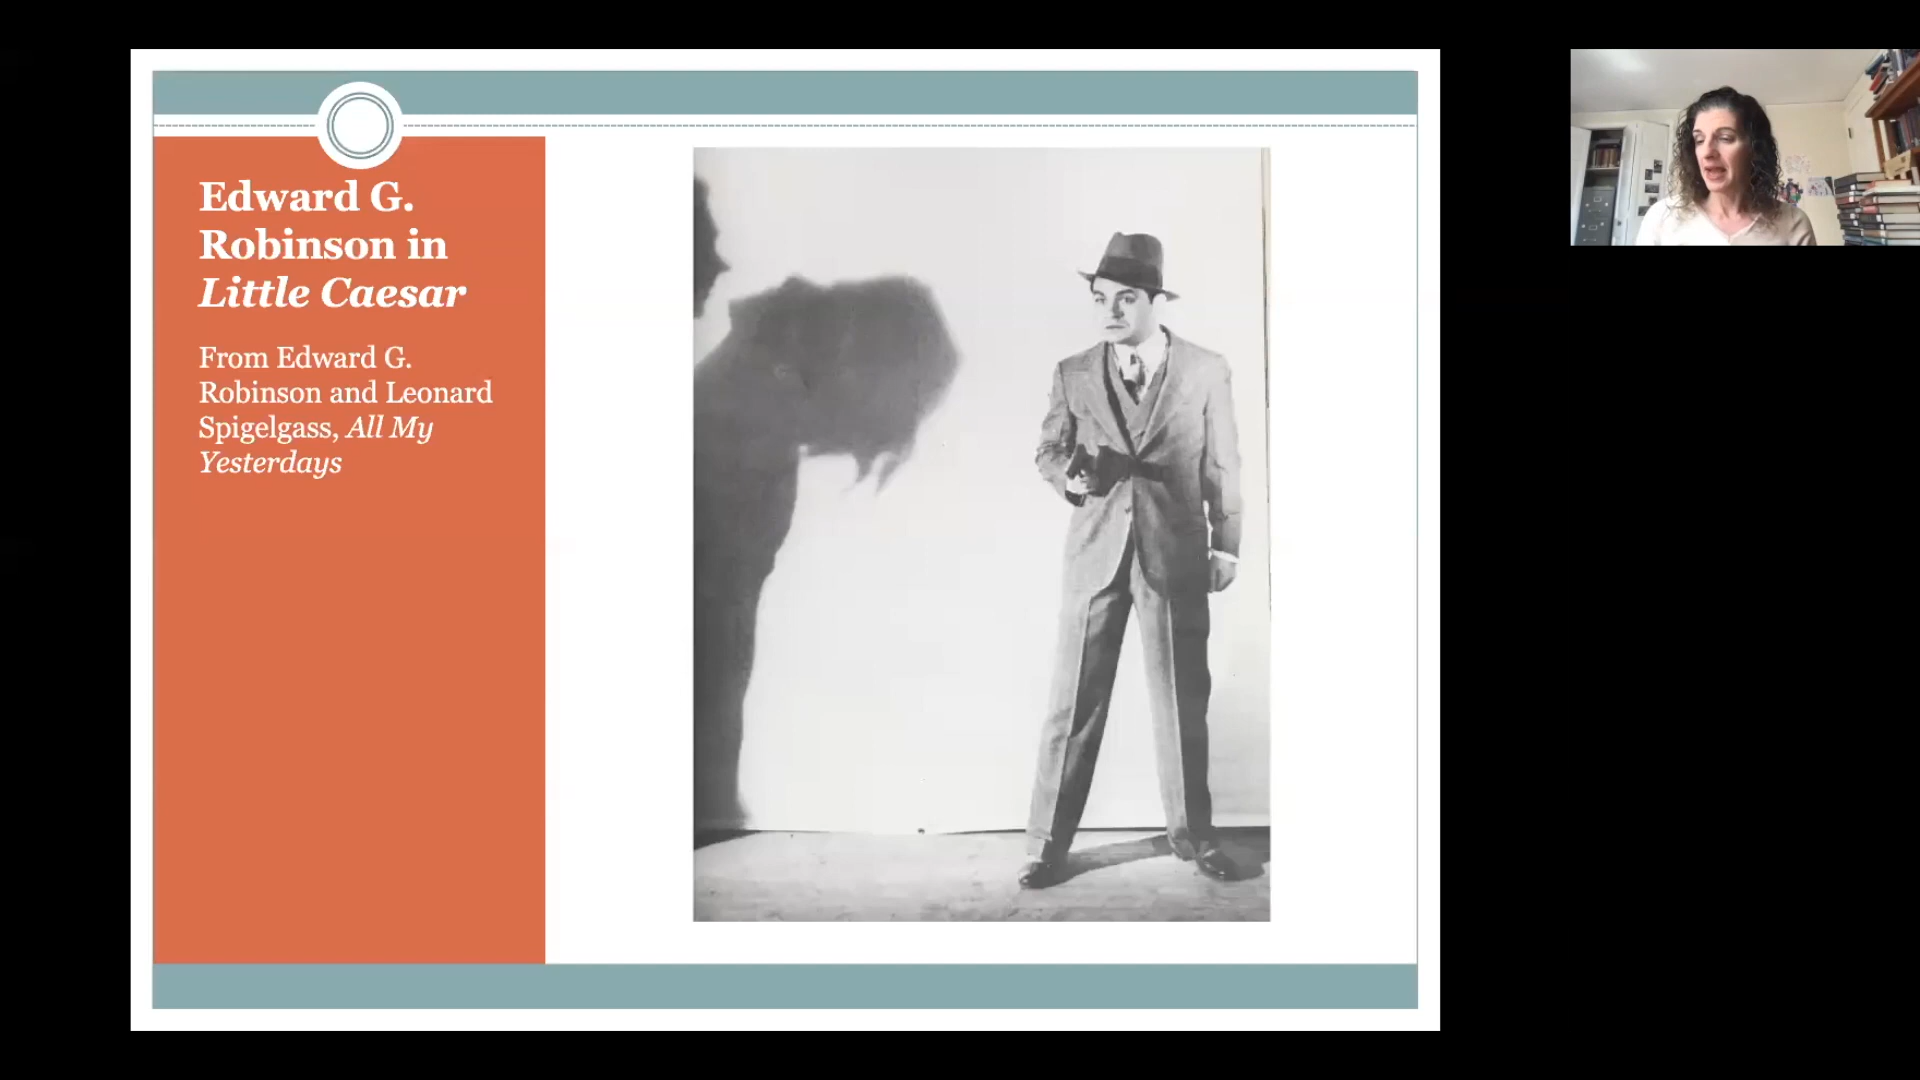 Edward G.
Robinson in
Little Caesar
From Edward G.
Robinson and Leonard
Spigelgass, All My
Yesterdays